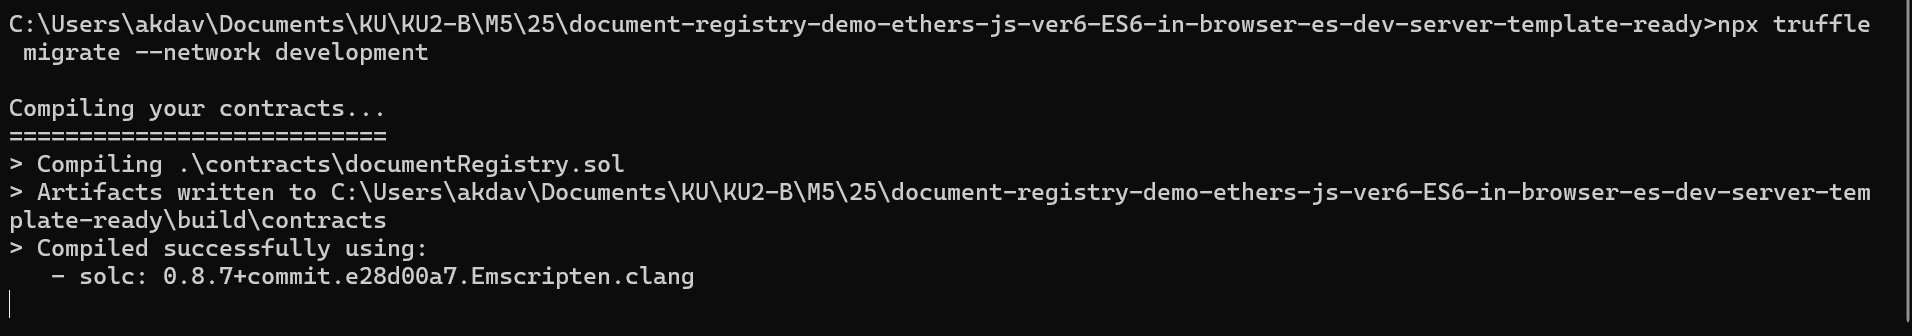 C:\Users\akdav\Documents\KU\KU2-B\M5\25\document-registry-demo-ethers-js-ver6-ES6-in-browser-es-dev-server-template-ready>npx truffle
 migrate --network development
Compiling your contracts...
===========================
> Compiling .\contracts\documentRegistry.sol
> Artifacts written to C:\Users\akdav\Documents\KU\KU2-B\M5\25\document-registry-demo-ethers-js-ver6-ES6-in-browser-es-dev-server-tem
plate-ready\build\contracts
> Compiled successfully using:
   - solc: 0.8.7+commit.e28d00a7.Emscripten.clang